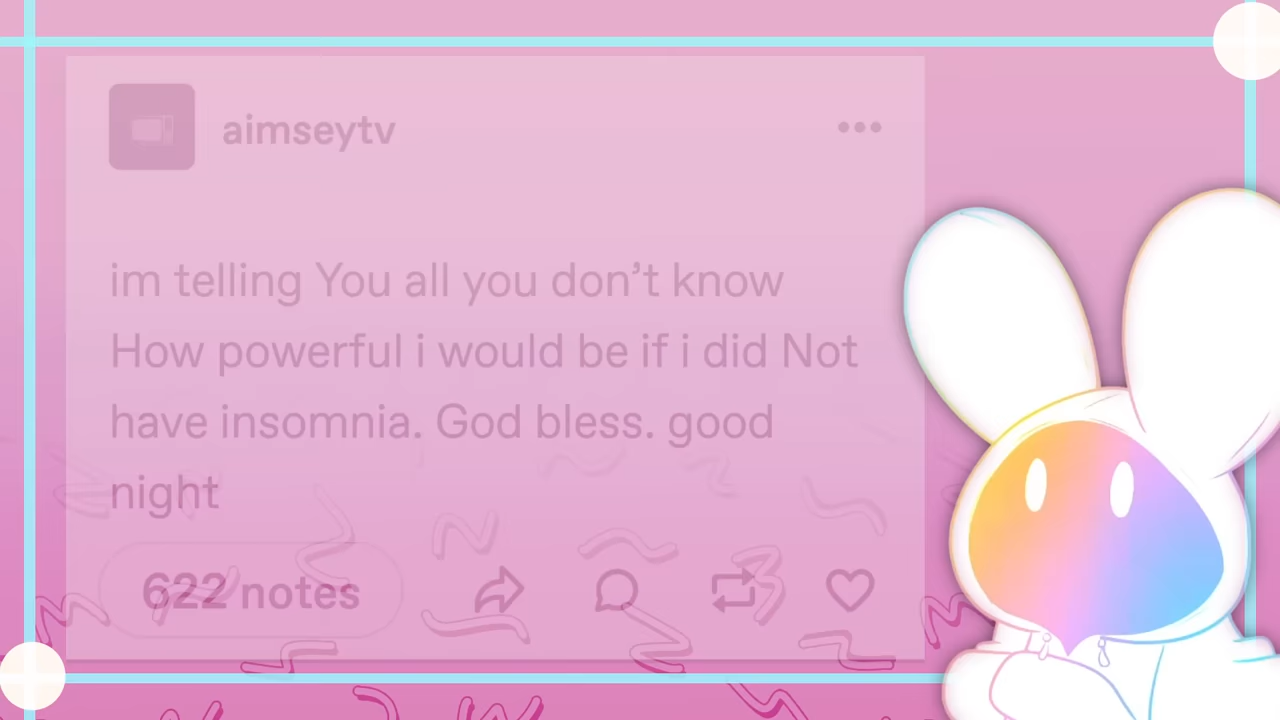 aimseytv
im telling You all you don’t know
How powerful i would be if i did Not
have insomnia. God bless. good
night
622 notes